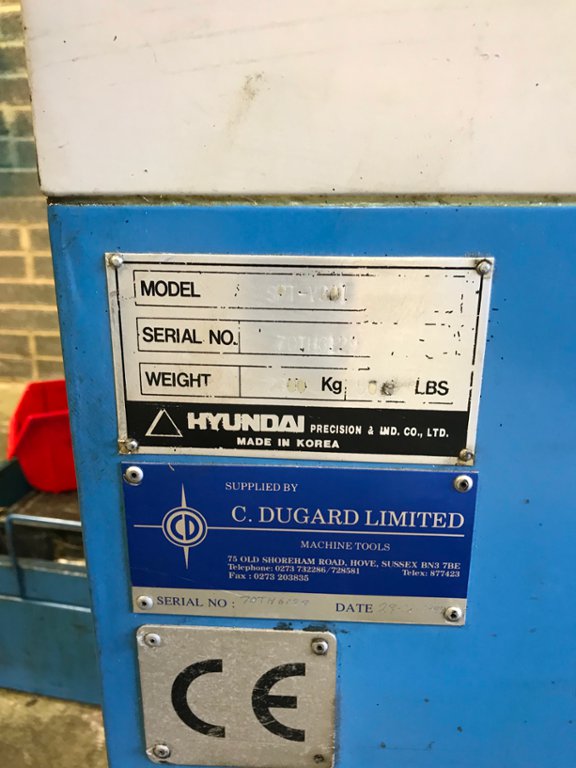 MODEL
SERIAL NO.
WEIGHT Kg LBS
HYUNDAI PRECISION & IND. CO., LTD.
MADE IN KOREA
SUPPLIED BY
CD C. DUGARD LIMITED
MACHINE TOOLS
75 OLD SHOREHAM ROAD, HOVE, SUSSEX BN3 7BE
Telephone: 0273 732286/728581 Telex: 877423
Fax : 0273 203835
SERIAL NO : DATE
CE